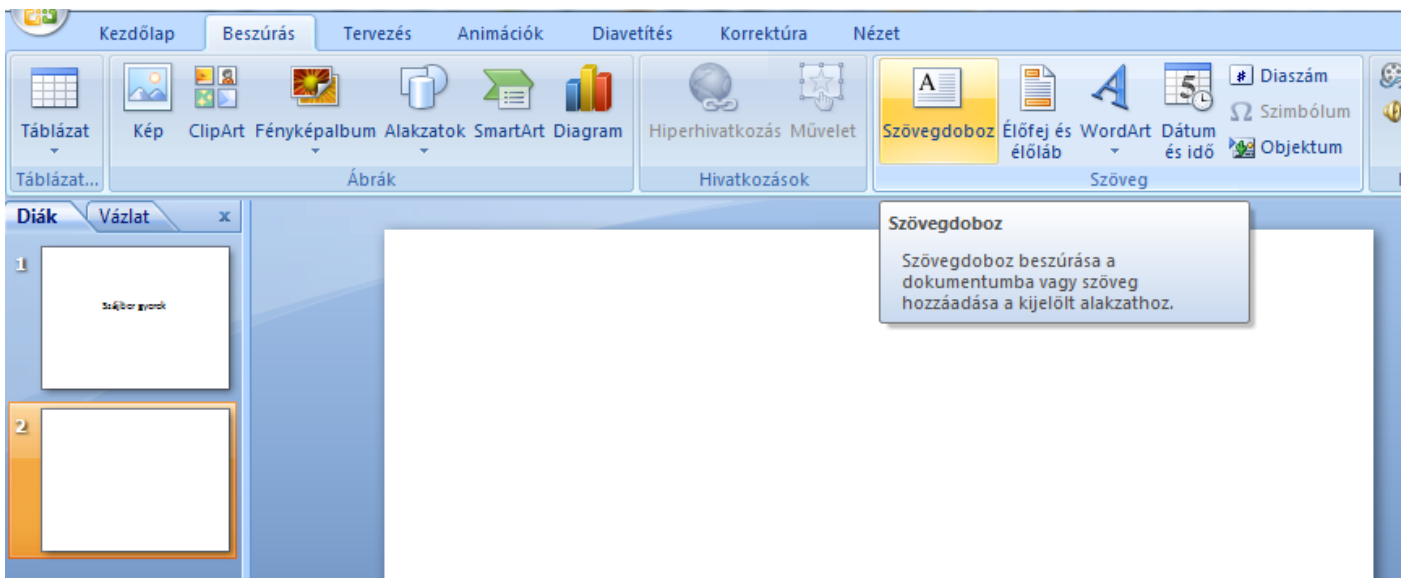 Kezdőlap Beszúrás Tervezés Animációk Diavetítés Korrektúra Nézet
Táblázat Kép ClipArt Fényképalbum Alakzatok SmartArt Diagram Hiperhivatkozás Művelet Szövegdoboz Élőfej és élőláb WordArt Dátum és idő
# Diaszám
Ω Szimbólum
Objektum
Táblázat... Ábrák Hivatkozások Szöveg
Diák Vázlat x
Szövegdoboz
Szövegdoboz beszúrása a
dokumentumba vagy szöveg
hozzáadása a kijelölt alakzathoz.
1
gyerek
2